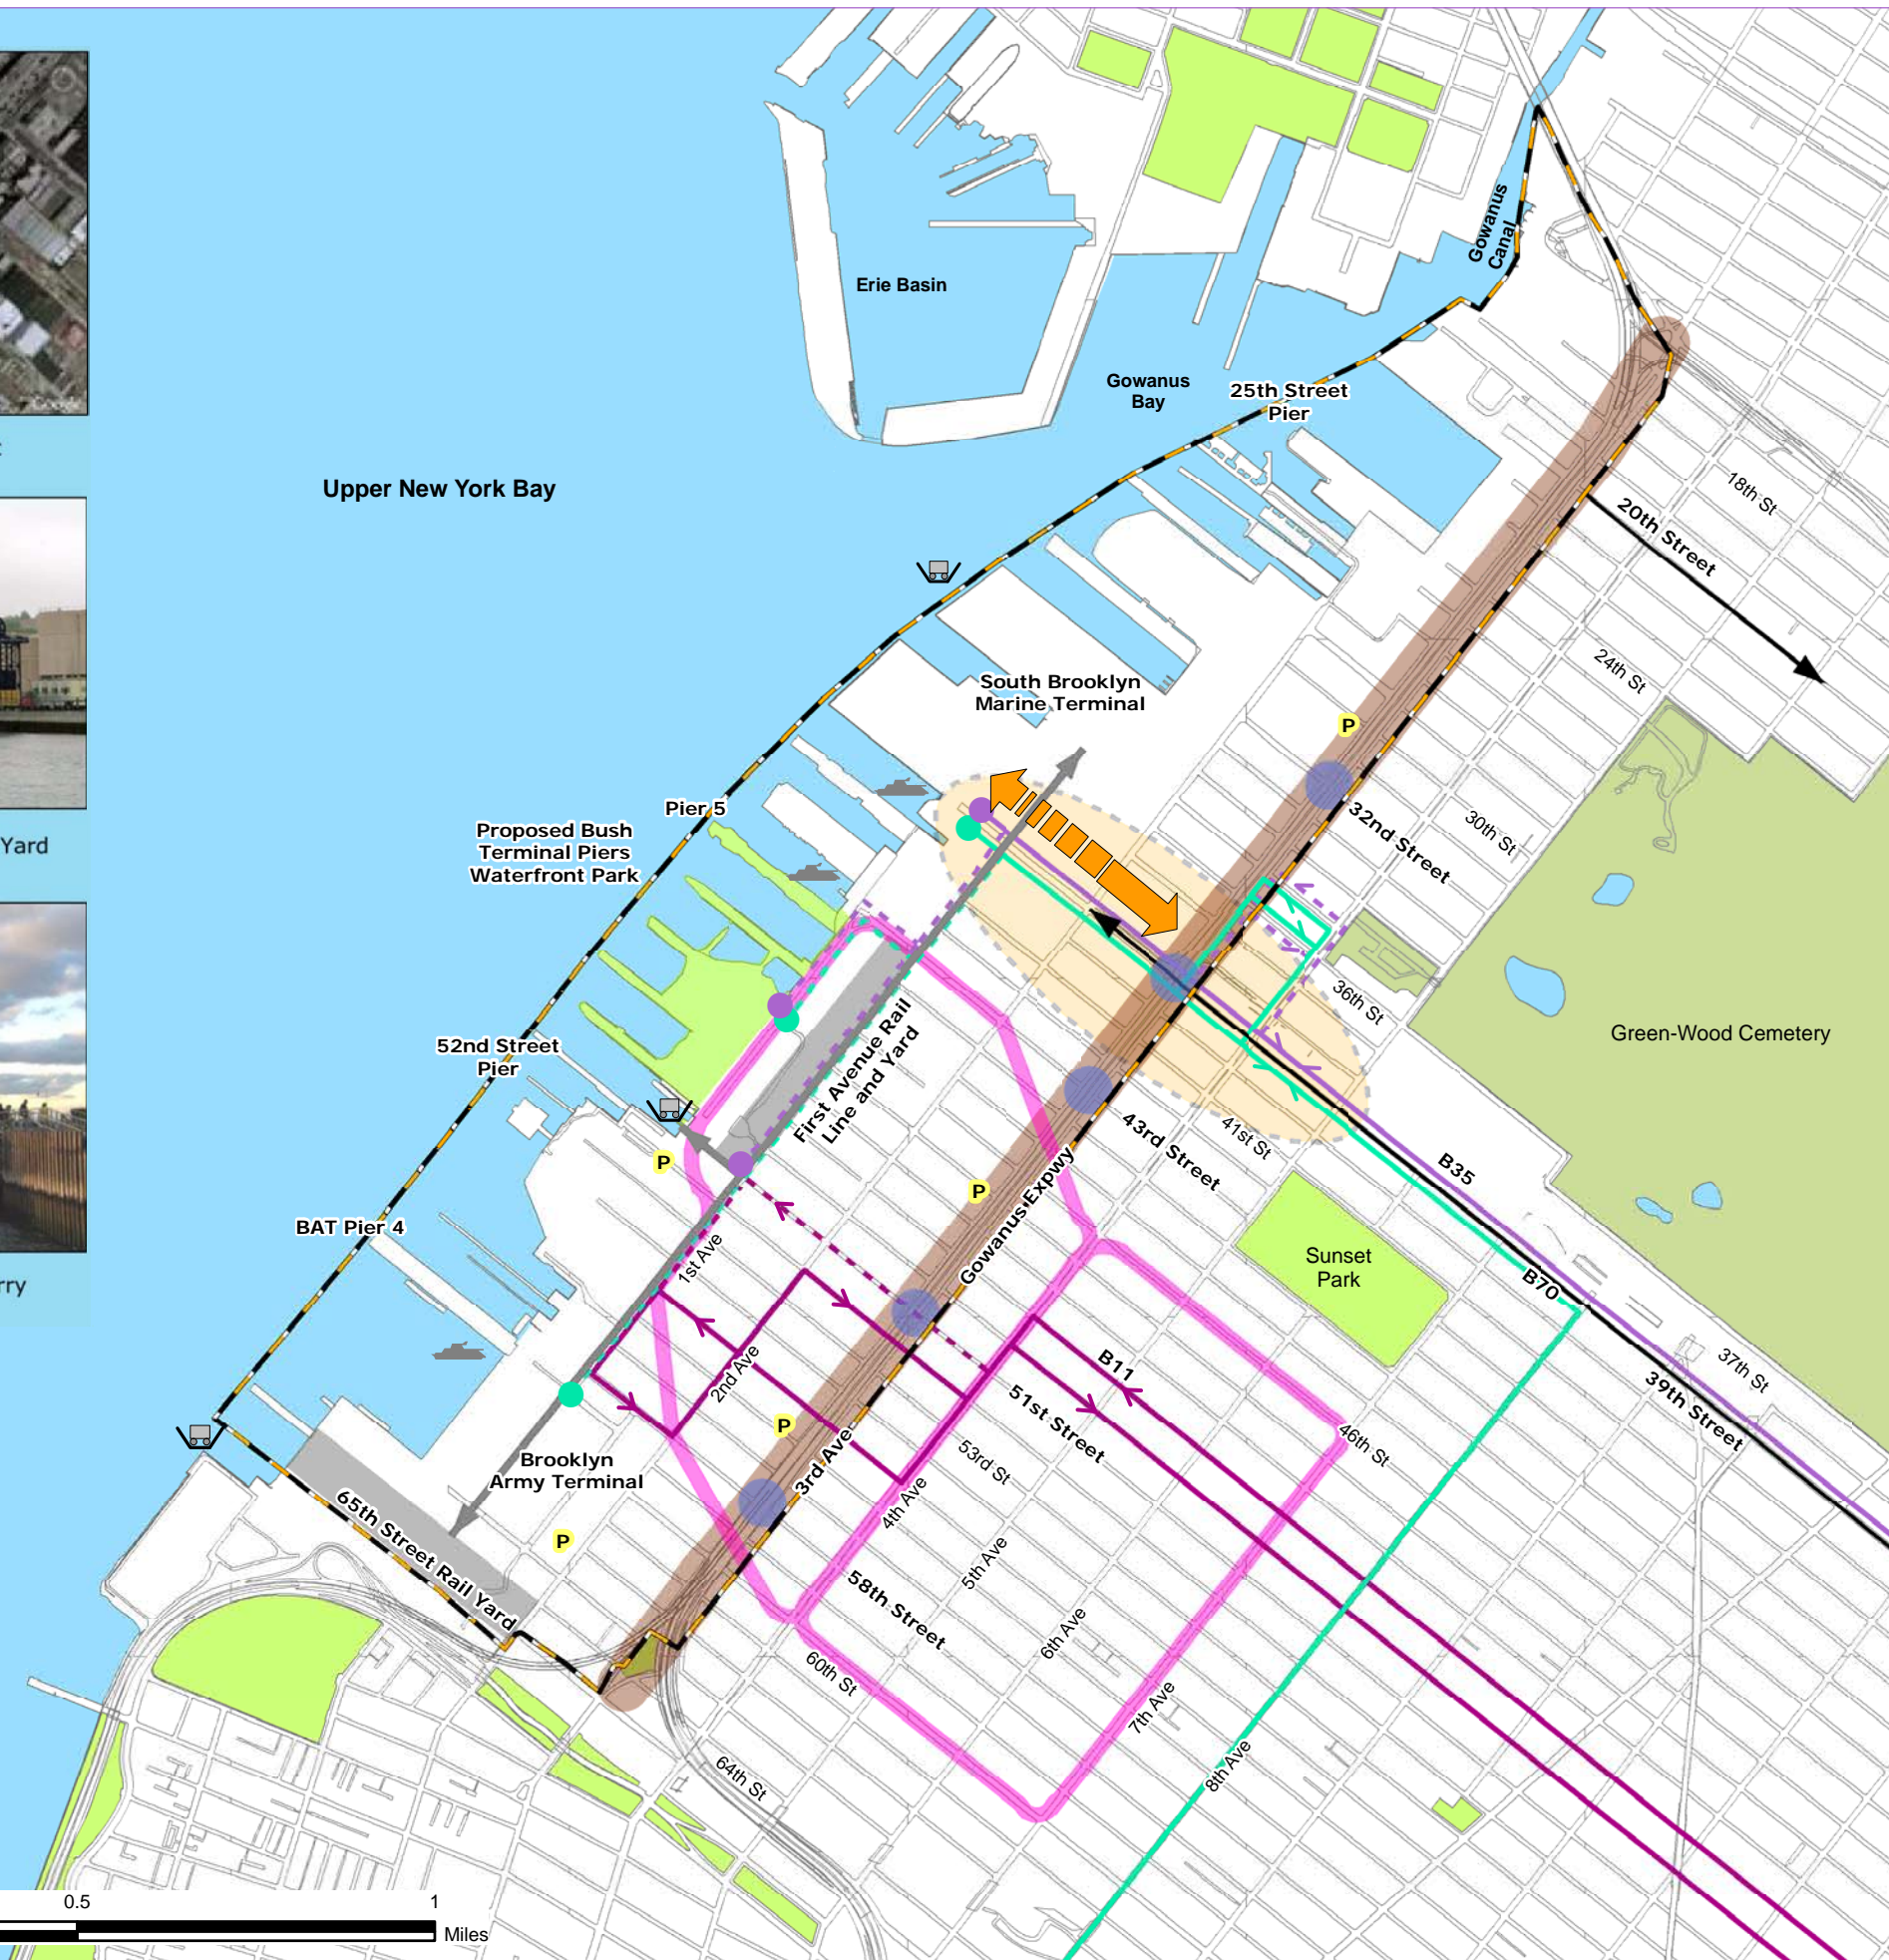 Google
Yard
rry
Erie Basin
Gowanus
Canal
Gowanus
Bay
25th Street
Pier
Upper New York Bay
18th St
20th Street
24th St
South Brooklyn
Marine Terminal
P
Pier 5
Proposed Bush
Terminal Piers
Waterfront Park
32nd Street
30th St
36th St
Green-Wood Cemetery
52nd Street
Pier
First Avenue Rail
Line and Yard
43rd Street
41st St
P
P
B35
BAT Pier 4
1st Ave
Gowanus Expwy
Sunset
Park
B70
37th St
39th Street
2nd Ave
B11
51st Street
46th St
P
3rd Ave
53rd St
Brooklyn
Army Terminal
4th Ave
65th Street Rail Yard
P
5th Ave
58th Street
6th Ave
60th St
7th Ave
8th Ave
64th St
0.5
1
Miles